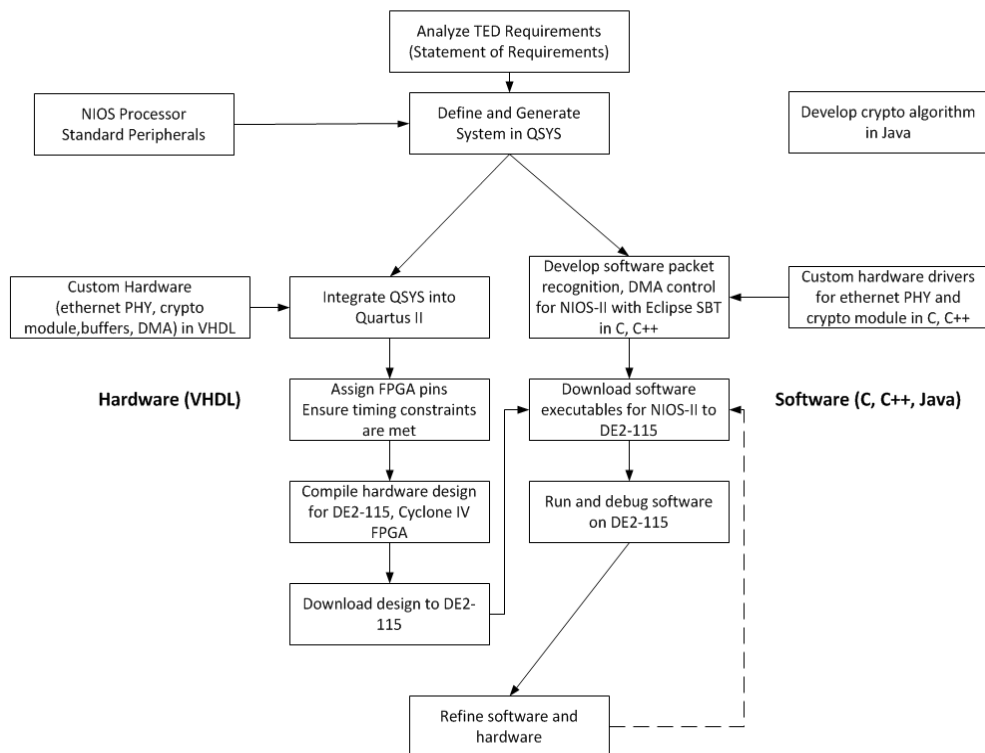 Analyze TED Requirements
(Statement of Requirements)
NIOS Processor
Standard Peripherals
Define and Generate
System in QSYS
Develop crypto algorithm
in Java
Custom Hardware
(ethernet PHY, crypto
module,buffers, DMA) in VHDL
Integrate QSYS into
Quartus II
Develop software packet
recognition, DMA control
for NIOS-II with Eclipse SBT
in C, C++
Custom hardware drivers
for ethernet PHY and
crypto module in C, C++
Hardware (VHDL)
Assign FPGA pins
Ensure timing constraints
are met
Download software
executables for NIOS-II to
DE2-115
Software (C, C++, Java)
Compile hardware design
for DE2-115, Cyclone IV
FPGA
Run and debug software
on DE2-115
Download design to DE2-
115
Refine software and
hardware